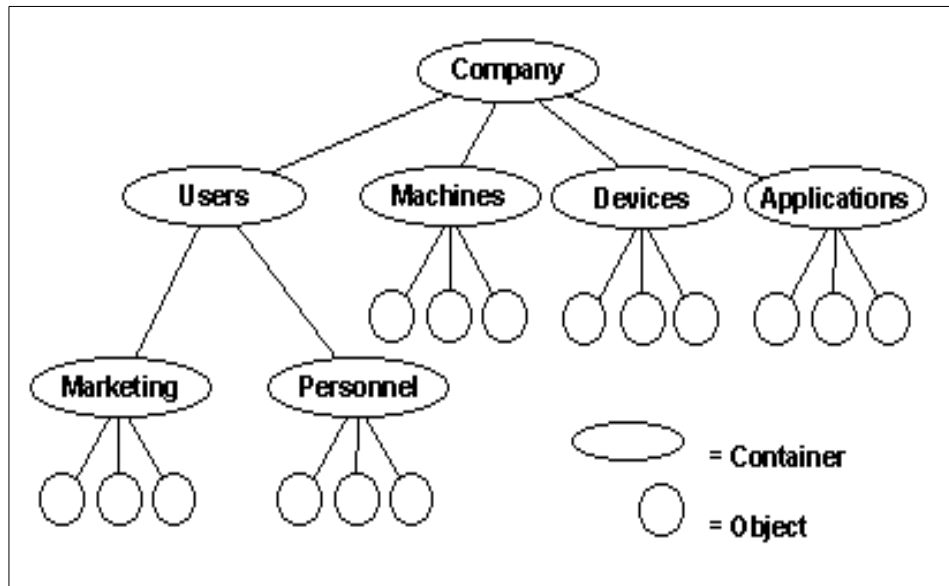 Company
Users
Machines
Devices
Applications
Marketing
Personnel
= Container
= Object